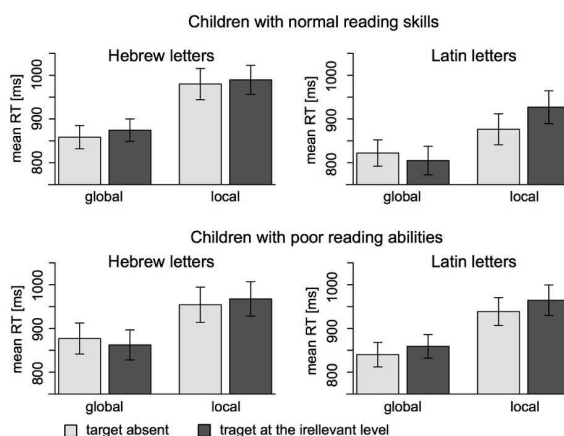 Children with normal reading skills
Hebrew letters
mean RT [ms]
800
900
1000
global
local
Latin letters
mean RT [ms]
800
900
1000
global
local
Children with poor reading abilities
Hebrew letters
mean RT [ms]
800
900
1000
global
local
Latin letters
mean RT [ms]
800
900
1000
global
local
target absent
traget at the irellevant level